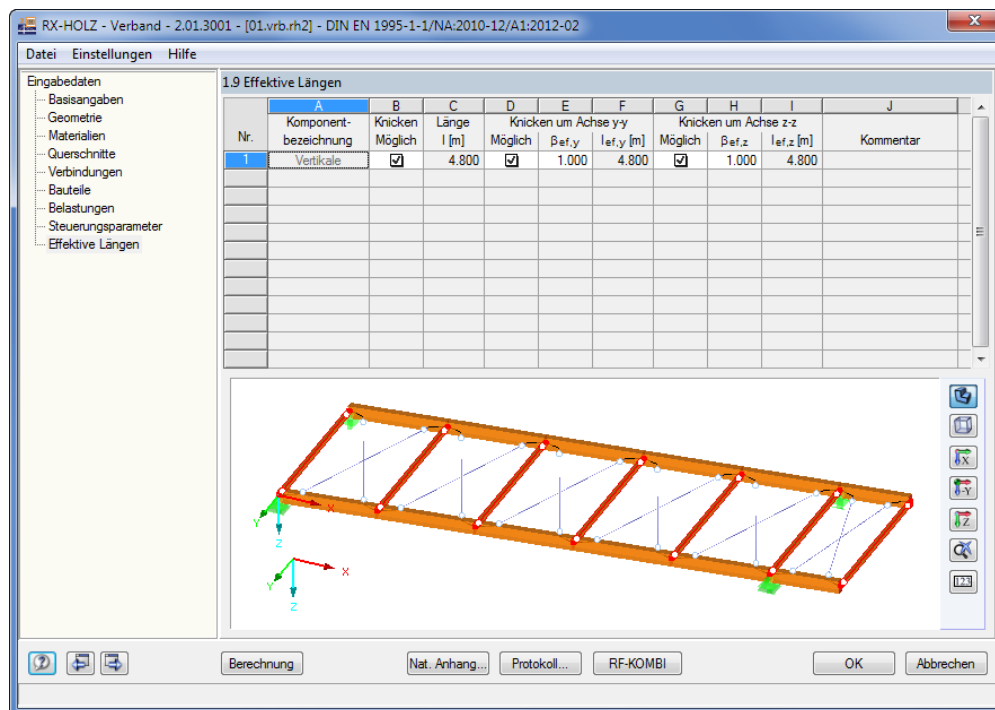 RX-HOLZ - Verband - 2.01.3001 - [01.vrb.rh2] - DIN EN 1995-1-1/NA:2010-12/A1:2012-02
Datei Einstellungen Hilfe
Eingabedaten
Basisangaben
Geometrie
Materialien
Querschnitte
Verbindungen
Bauteile
Belastungen
Steuerungsparameter
Effektive Längen
1.9 Effektive Längen
A B C D E F G H I J
Komponent- Knicken Länge Knicken um Achse y-y Knicken um Achse z-z
Nr. bezeichnung Möglich l [m] Möglich βef,y lef,y [m] Möglich βef,z lef,z [m] Kommentar
1 Vertikale 4.800 1.000 4.800 1.000 4.800
X
Y
Z
X
Y
Z
X
-Y
Z
123
Berechnung Nat. Anhang... Protokoll... RF-KOMBI OK Abbrechen